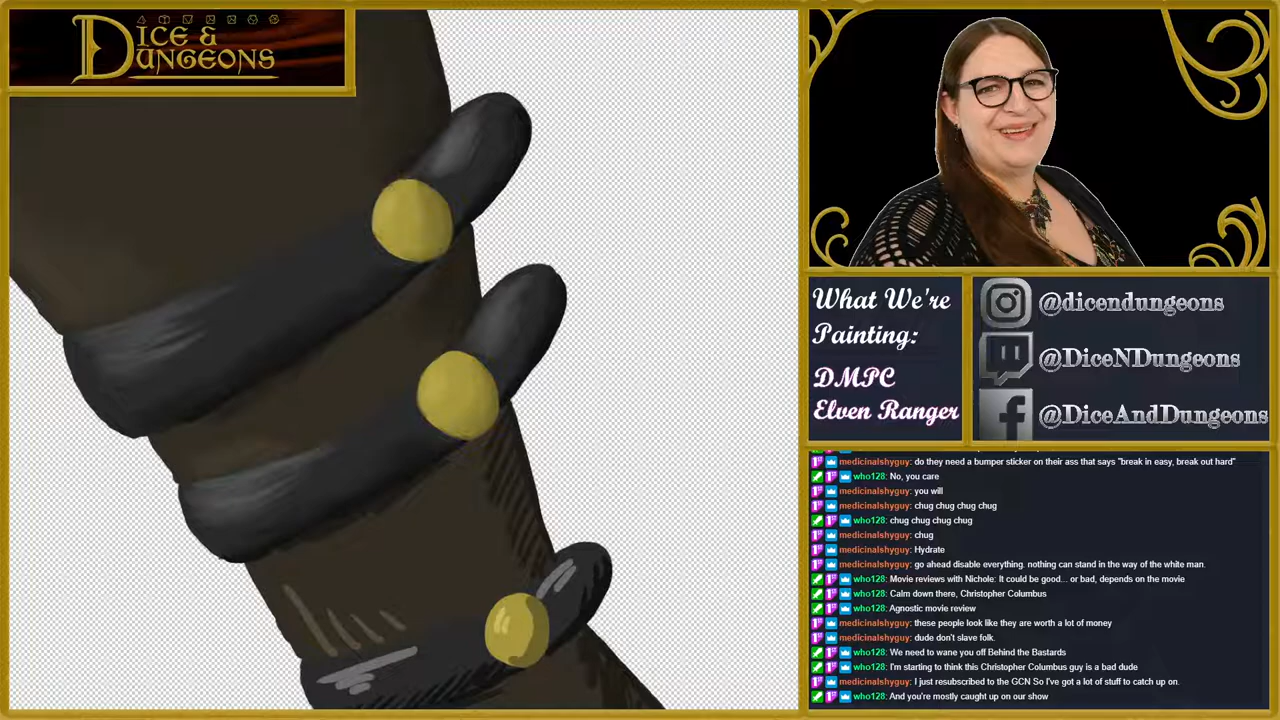 DICE &
DUNGEONS
What We're
Painting:
DMPC
Elven Ranger
@dicendungeons
@DiceNDungeons
@DiceAndDungeons
medicinalshyguy: do they need a bumper sticker on their ass that says "break in easy, break out hard"
who128: No, you care
medicinalshyguy: you will
medicinalshyguy: chug chug chug chug
who128: chug chug chug chug
medicinalshyguy: chug
medicinalshyguy: Hydrate
medicinalshyguy: go ahead disable everything. nothing can stand in the way of the white man.
who128: Movie reviews with Nichole: It could be good... or bad, depends on the movie
who128: Calm down there, Christopher Columbus
who128: Agnostic movie review
medicinalshyguy: these people look like they are worth a lot of money
medicinalshyguy: dude don't slave folk.
who128: We need to wane you off Behind the Bastards
who128: I'm starting to think this Christopher Columbus guy is a bad dude
medicinalshyguy: I just resubscribed to the GCN So I've got a lot of stuff to catch up on.
who128: And you're mostly caught up on our show